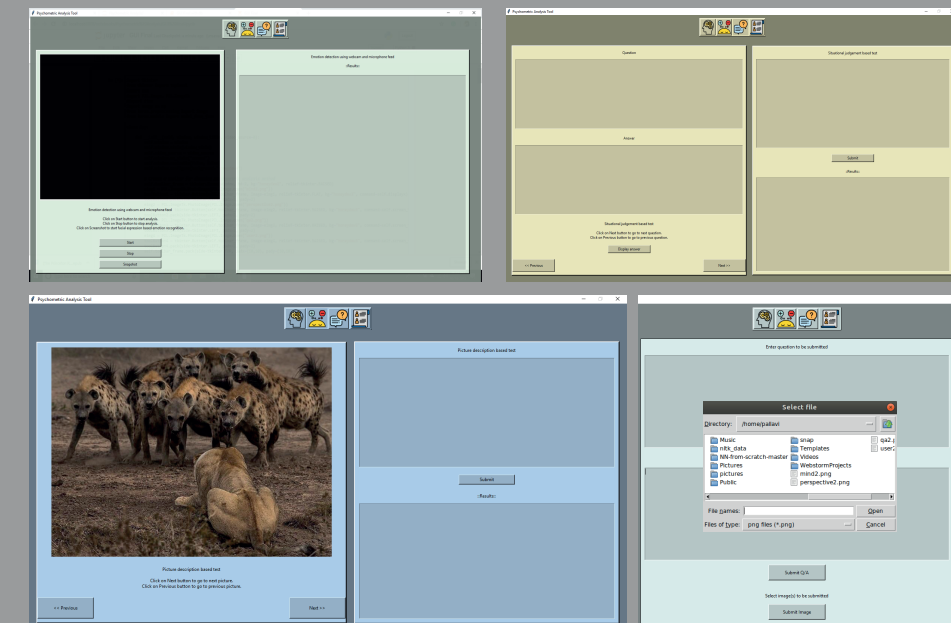 Psychometric Analysis Tool
Emotion detection using webcam and microphone feed
Click on Start button to start analysis.
Click on Stop button to stop analysis.
Click on Screenshot to start facial expression based emotion recognition.
Start
Stop
Snapshot
Emotion detection using webcam and microphone feed
::Results::
Psychometric Analysis Tool
Question
Answer
Situational judgement based test
Click on Next button to go to next question.
Click on Previous button to go to previous question.
Display answer
<< Previous
Next >>
Situational judgement based test
Submit
::Results::
Psychometric Analysis Tool
Picture description based test
Click on Next button to go to next picture.
Click on Previous button to go to previous picture.
<< Previous
Next >>
Picture description based test
Submit
::Results::
Enter question to be submitted
Select file
Directory: /home/pallavi
Music
nitk_data
NN-from-scratch-master
Pictures
pictures
Public
snap
Templates
Videos
WebstormProjects
mind2.png
perspective2.png
qa2.p
user2
File names:
Open
Files of type: png files (*.png)
Cancel
Submit Q/A
Select image(s) to be submitted
Submit Image